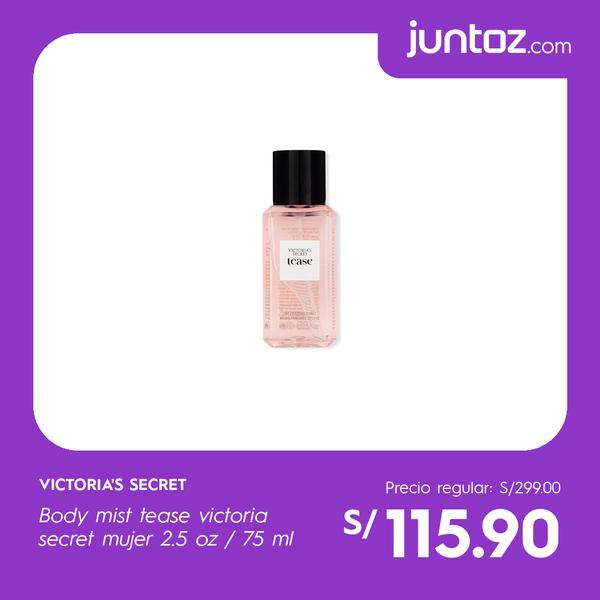 juntoz.com
VICTORIA'S
SECRET
tease
VICTORIA'S SECRET
Body mist tease victoria
secret mujer 2.5 oz / 75 ml
Precio regular: S/299.00
S/115.90